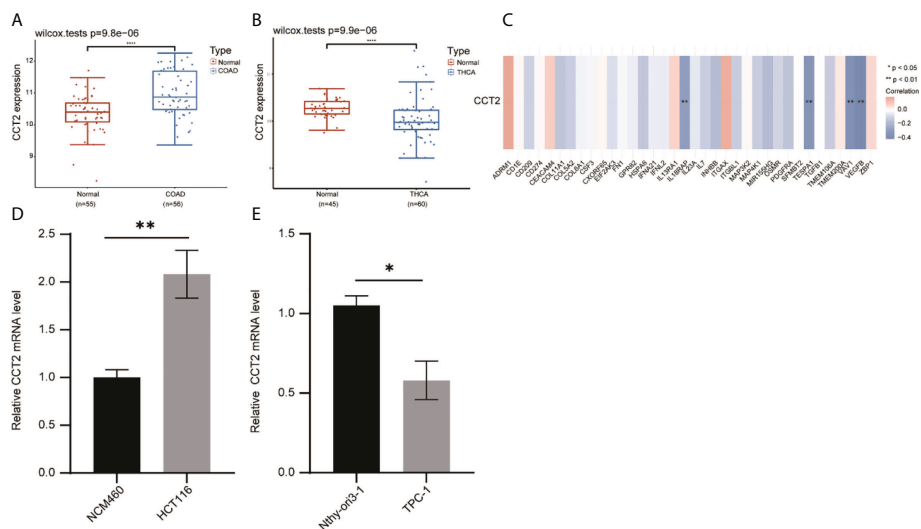 A
wilcox.tests p=9.8e−06
****
Type
Normal
COAD
CCT2 expression
12
11
10
9
Normal
(n=55)
COAD
(n=56)
B
wilcox.tests p=9.9e−06
****
Type
Normal
THCA
CCT2 expression
Normal
(n=45)
THCA
(n=60)
C
CCT2
**
**
**
**
* p < 0.05
** p < 0.01
Correlation
0.0
−0.2
−0.4
ADRM1
CD1E
CD209
CD274
CEACAM4
COL11A1
COL5A2
COL6A1
CSF3
CXORF65
EIF2AK3
FN1
GPR82
HSPA6
IFNA21
IFNL2
IL13RA1
IL18RAP
IL23A
IL7
INHBB
ITGAX
ITGBL1
MAP3K2
MAP4K1
MIR155HG
OSMR
PDGFRA
SFMBT2
TESPA1
TGFB1
TMEM106A
VAV1
VEGFB
ZBP1
D
Relative CCT2 mRNA level
2.5
2.0
1.5
1.0
0.5
0.0
**
NCM460
HCT116
E
Relative CCT2 mRNA level
1.5
1.0
0.5
0.0
*
Nthy-ori3-1
TPC-1